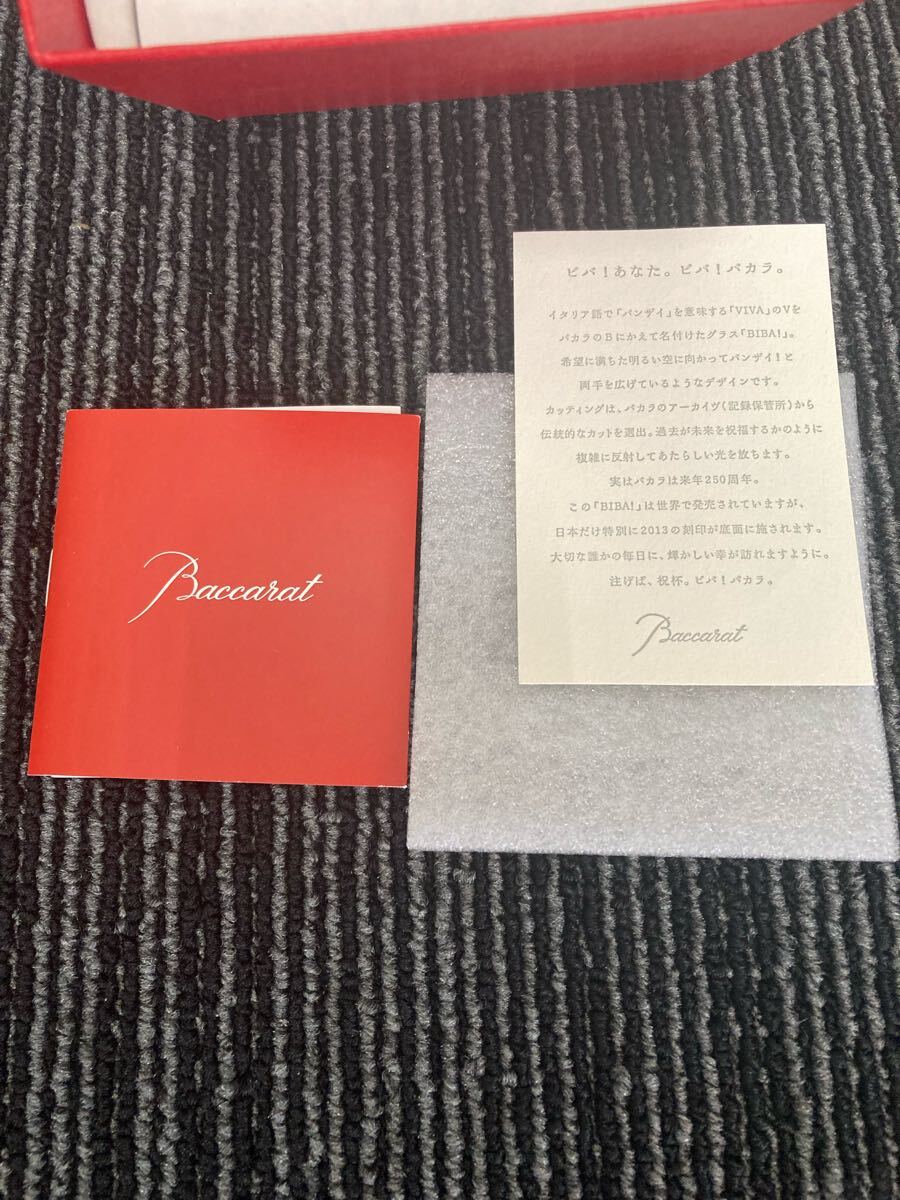 Baccarat
ビバ！あなた。ビバ！バカラ。
イタリア語で「バンザイ」を意味する「VIVA」のVを
バカラのBにかえて名付けたグラス「BIBA!」。
希望に満ちた明るい空に向かってバンザイ！と
両手を広げているようなデザインです。
カッティングは、バカラのアーカイヴ（記録保管所）から
伝統的なカットを選出。過去が未来を祝福するかのように
複雑に反射してあたらしい光を放ちます。
実はバカラは来年250周年。
この「BIBA!」は世界で発売されていますが、
日本だけ特別に2013の刻印が底面に施されます。
大切な誰かの毎日に、輝かしい幸が訪れますように。
注げば、祝杯。ビバ！バカラ。
Baccarat